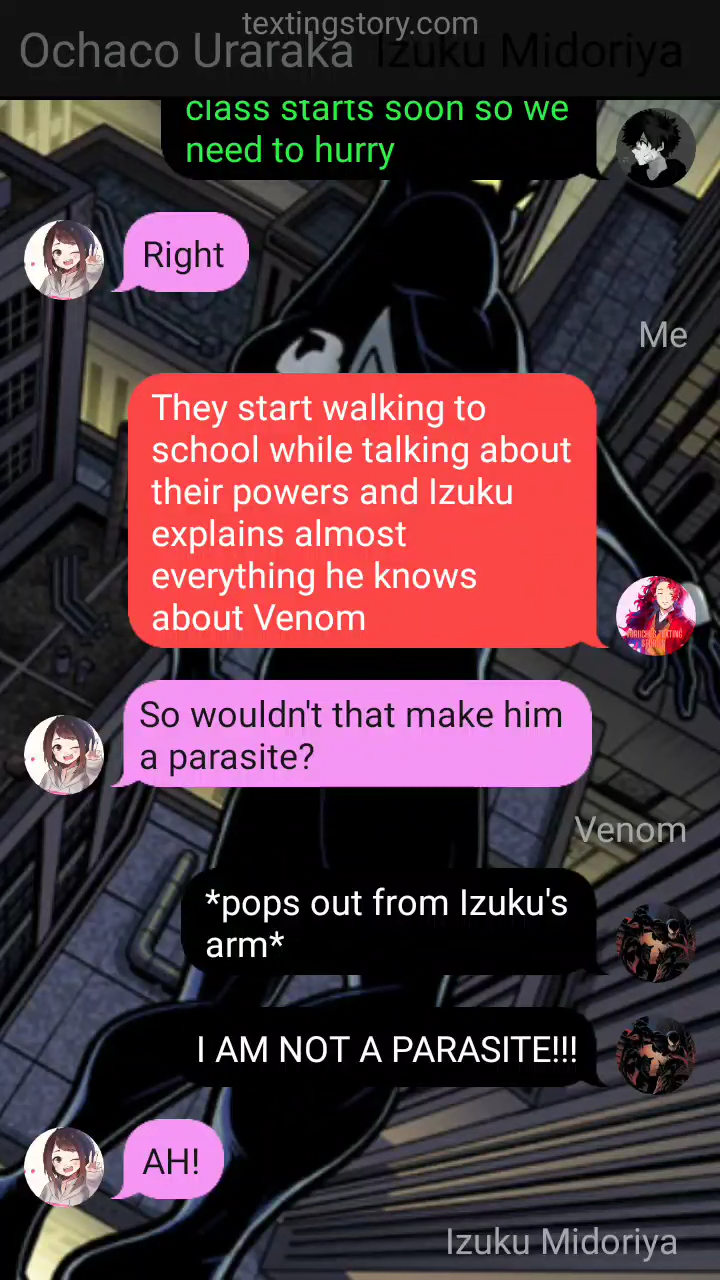 textingstory.com
Ochaco Uraraka Izuku Midoriya
class starts soon so we
need to hurry
Right
Me
They start walking to
school while talking about
their powers and Izuku
explains almost
everything he knows
about Venom
So wouldn't that make him
a parasite?
Venom
*pops out from Izuku's
arm*
I AM NOT A PARASITE!!!
AH!
Izuku Midoriya